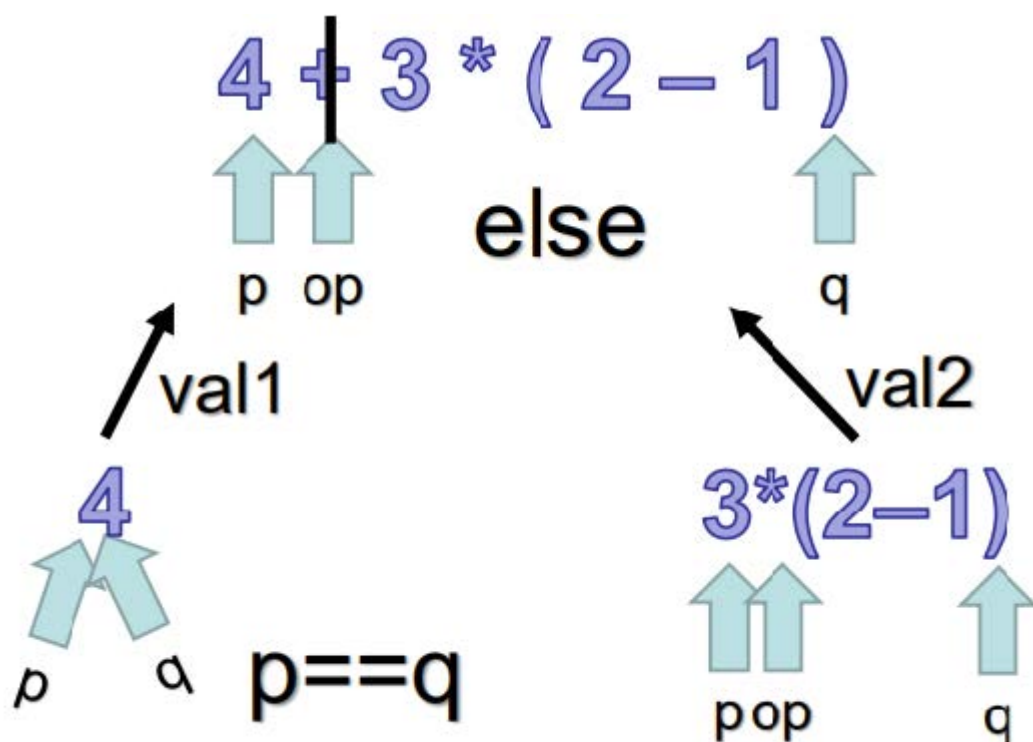 4 + 3 * ( 2 – 1 )
p op q
else
val1 val2
4 3*(2–1)
p q p op q
p==q